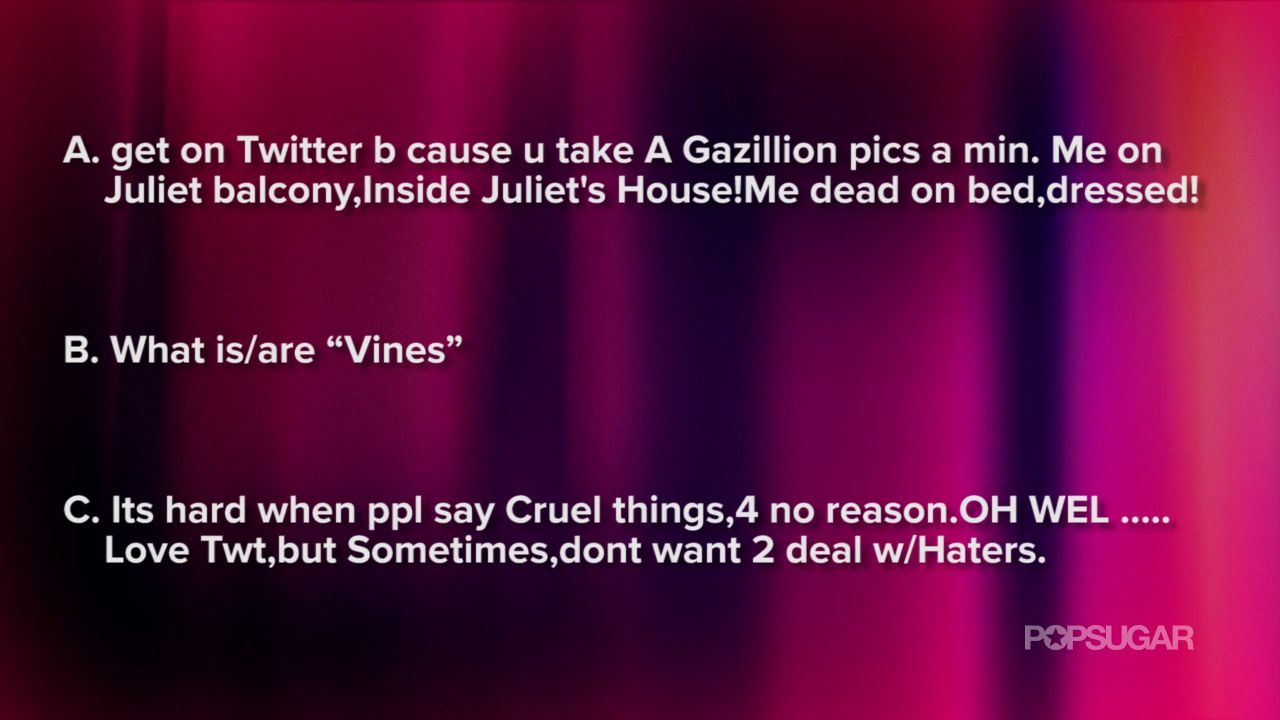 A. get on Twitter b cause u take A Gazillion pics a min. Me on
Juliet balcony,Inside Juliet's House!Me dead on bed,dressed!
B. What is/are “Vines”
C. Its hard when ppl say Cruel things,4 no reason.OH WEL .....
Love Twt,but Sometimes,dont want 2 deal w/Haters.
POPSUGAR